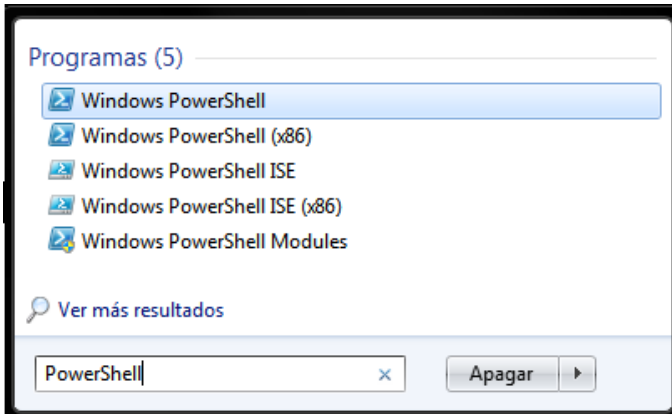 Programas (5)
Windows PowerShell
Windows PowerShell (x86)
Windows PowerShell ISE
Windows PowerShell ISE (x86)
Windows PowerShell Modules
Ver más resultados
PowerShell
Apagar